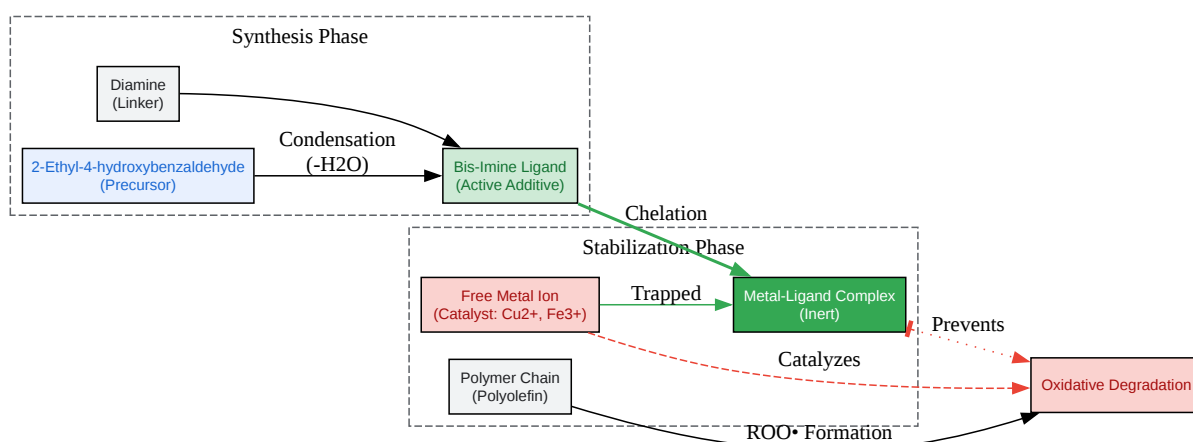 Synthesis Phase
Diamine
(Linker)
2-Ethyl-4-hydroxybenzaldehyde
(Precursor)
Condensation
(-H2O)
Bis-Imine Ligand
(Active Additive)
Chelation
Stabilization Phase
Free Metal Ion
(Catalyst: Cu2+, Fe3+)
Trapped
Metal-Ligand Complex
(Inert)
Prevents
Catalyzes
Polymer Chain
(Polyolefin)
Oxidative Degradation
ROO• Formation